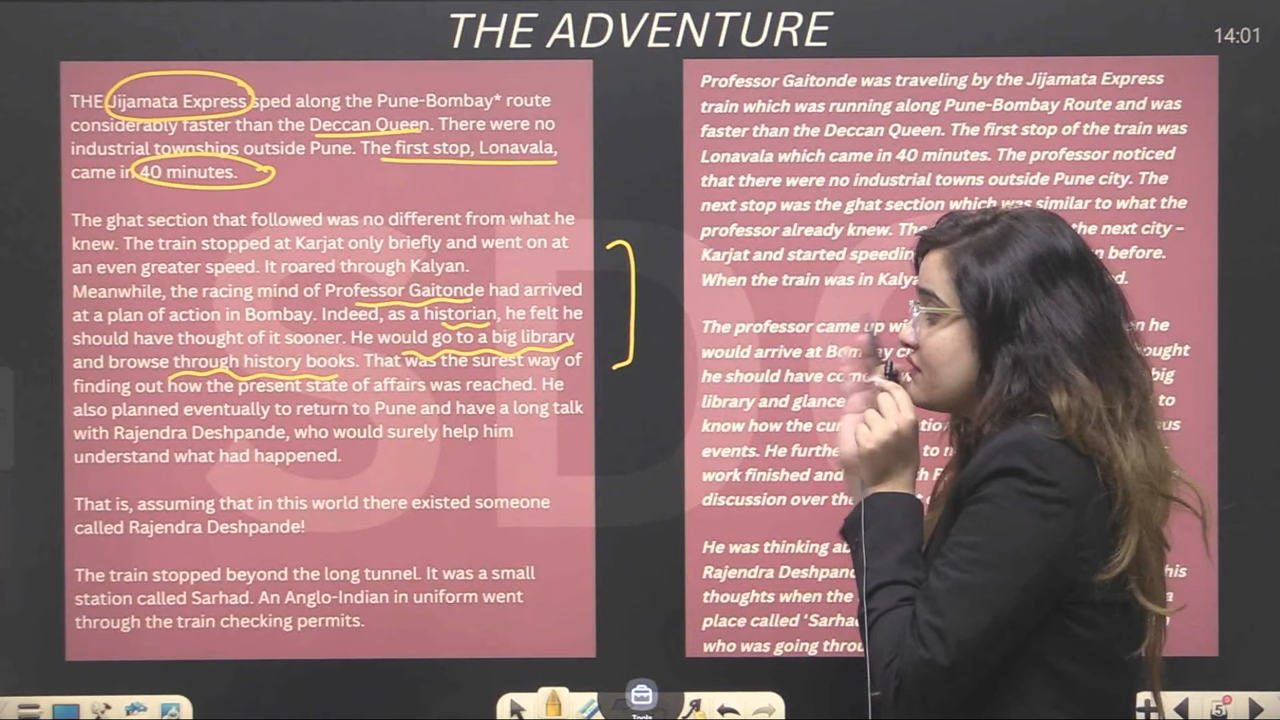 THE ADVENTURE
14:01
THE Jijamata Express sped along the Pune-Bombay* route
considerably faster than the Deccan Queen. There were no
industrial townships outside Pune. The first stop, Lonavala,
came in 40 minutes.
The ghat section that followed was no different from what he
knew. The train stopped at Karjat only briefly and went on at
an even greater speed. It roared through Kalyan.
Meanwhile, the racing mind of Professor Gaitonde had arrived
at a plan of action in Bombay. Indeed, as a historian, he felt he
should have thought of it sooner. He would go to a big library
and browse through history books. That was the surest way of
finding out how the present state of affairs was reached. He
also planned eventually to return to Pune and have a long talk
with Rajendra Deshpande, who would surely help him
understand what had happened.
That is, assuming that in this world there existed someone
called Rajendra Deshpande!
The train stopped beyond the long tunnel. It was a small
station called Sarhad. An Anglo-Indian in uniform went
through the train checking permits.
Professor Gaitonde was traveling by the Jijamata Express
train which was running along Pune-Bombay Route and was
faster than the Deccan Queen. The first stop of the train was
Lonavala which came in 40 minutes. The professor noticed
that there were no industrial towns outside Pune city. The
next stop was the ghat section which was similar to what the
professor already knew. the next city –
Karjat and started before.
When the train was in
The professor came up he
would arrive at
he should have big
library and glance to
know how the
events. He to
work finished and
discussion over
He was thinking
Rajendra his
thoughts when the a
place called
who was going
SD
5
Tools